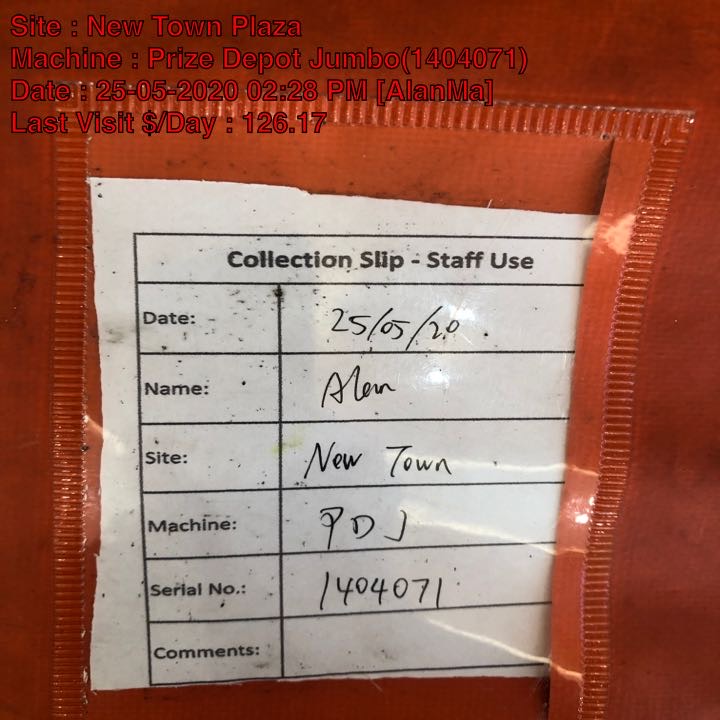 Site : New Town Plaza
Machine : Prize Depot Jumbo(1404071)
Date : 25-05-2020 02:28 PM [AlanMa]
Last Visit $/Day : 126.17
Collection Slip - Staff Use
Date: 25/05/20
Name: Alan
Site: New Town
Machine: PDJ
Serial No.: 1404071
Comments: